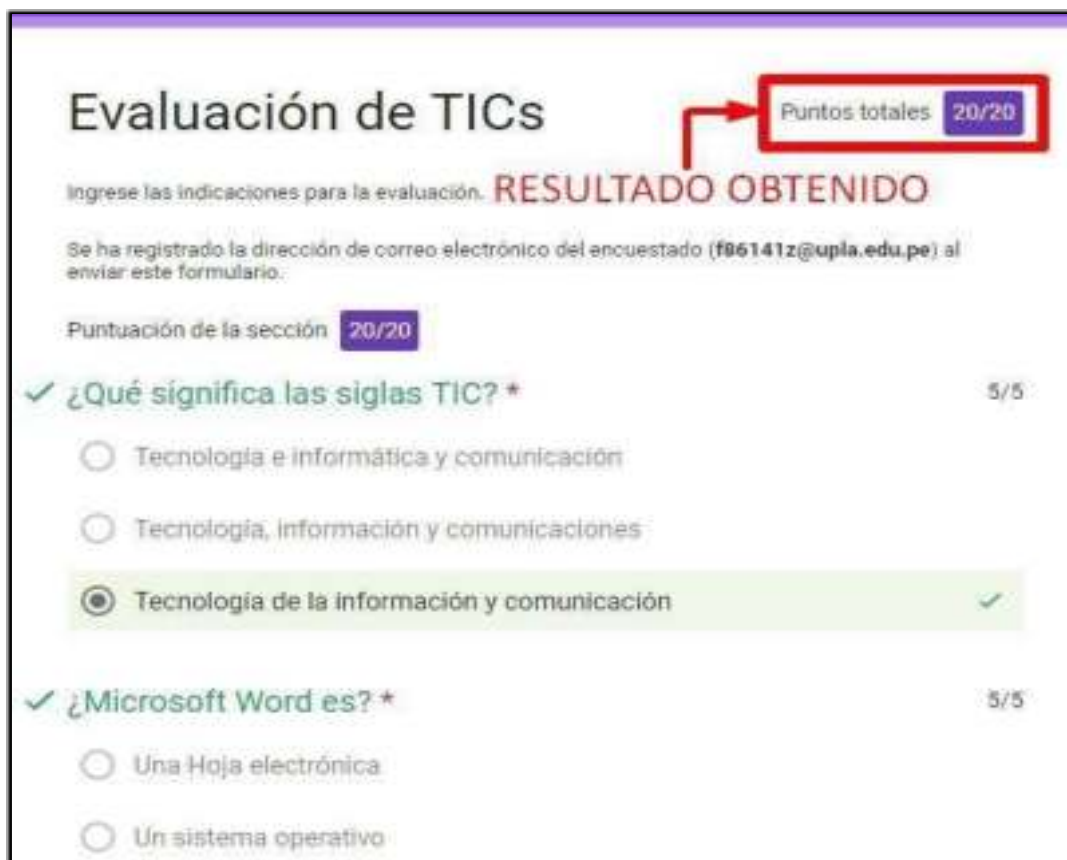 Evaluación de TICs
Puntos totales 20/20
Ingrese las indicaciones para la evaluación. RESULTADO OBTENIDO
Se ha registrado la dirección de correo electrónico del encuestado (f86141z@upla.edu.pe) al
enviar este formulario.
Puntuación de la sección 20/20
¿Qué significa las siglas TIC? * 5/5
Tecnología e informática y comunicación
Tecnología, información y comunicaciones
Tecnología de la información y comunicación
¿Microsoft Word es? * 5/5
Una Hoja electrónica
Un sistema operativo